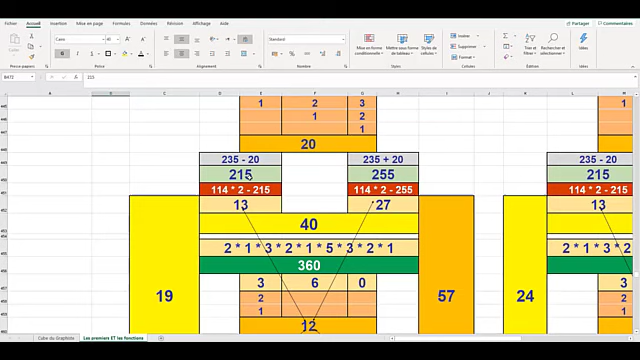 Fichier Accueil Insertion Mise en page Formules Données Révision Affichage Aide
Partager Commentaires
Standard
Insérer
Supprimer
Format
Mise en forme conditionnelle
Mettre sous forme de tableau
Styles de cellules
Trier et filtrer
Rechercher et sélectionner
Idées
Presse-papiers Police Alignement Nombre Styles Cellules
215
A B C D E F G H I J K L M
1 2 3 1
1 2
1
20
235 - 20 235 + 20 235 - 20
215 255 215
114 * 2 - 215 114 * 2 - 255 114 * 2 - 215
13 27 13
40
2 * 1 * 3 * 2 * 1 * 5 * 3 * 2 * 1 2 * 1 * 3 * 2
360
3 6 0 3
19 2 57 24 2
1 1
12
Cube du Graphiste Les premiers ET les fonctions